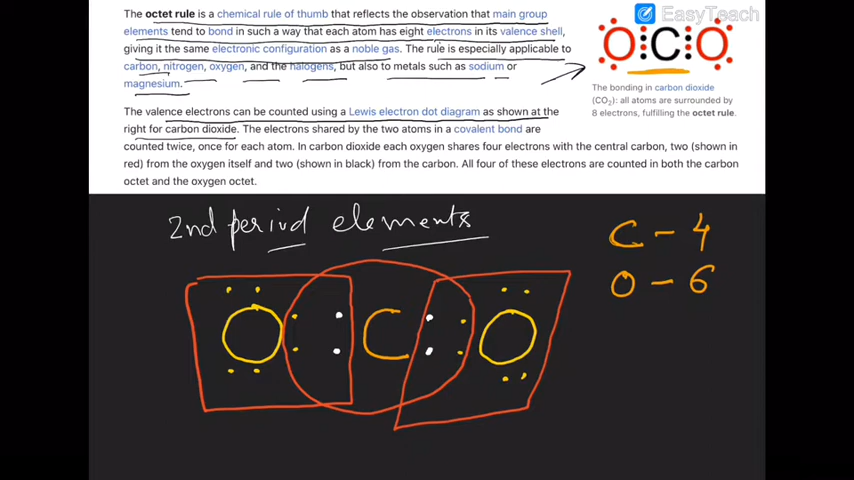 The octet rule is a chemical rule of thumb that reflects the observation that main group
elements tend to bond in such a way that each atom has eight electrons in its valence shell,
giving it the same electronic configuration as a noble gas. The rule is especially applicable to
carbon, nitrogen, oxygen, and the halogens, but also to metals such as sodium or
magnesium.
The valence electrons can be counted using a Lewis electron dot diagram as shown at the
right for carbon dioxide. The electrons shared by the two atoms in a covalent bond are
counted twice, once for each atom. In carbon dioxide each oxygen shares four electrons with the central carbon, two (shown in
red) from the oxygen itself and two (shown in black) from the carbon. All four of these electrons are counted in both the carbon
octet and the oxygen octet.
EasyTeach
O C O
The bonding in carbon dioxide
(CO2): all atoms are surrounded by
8 electrons, fulfilling the octet rule.
2nd period elements
C - 4
O - 6
O C O